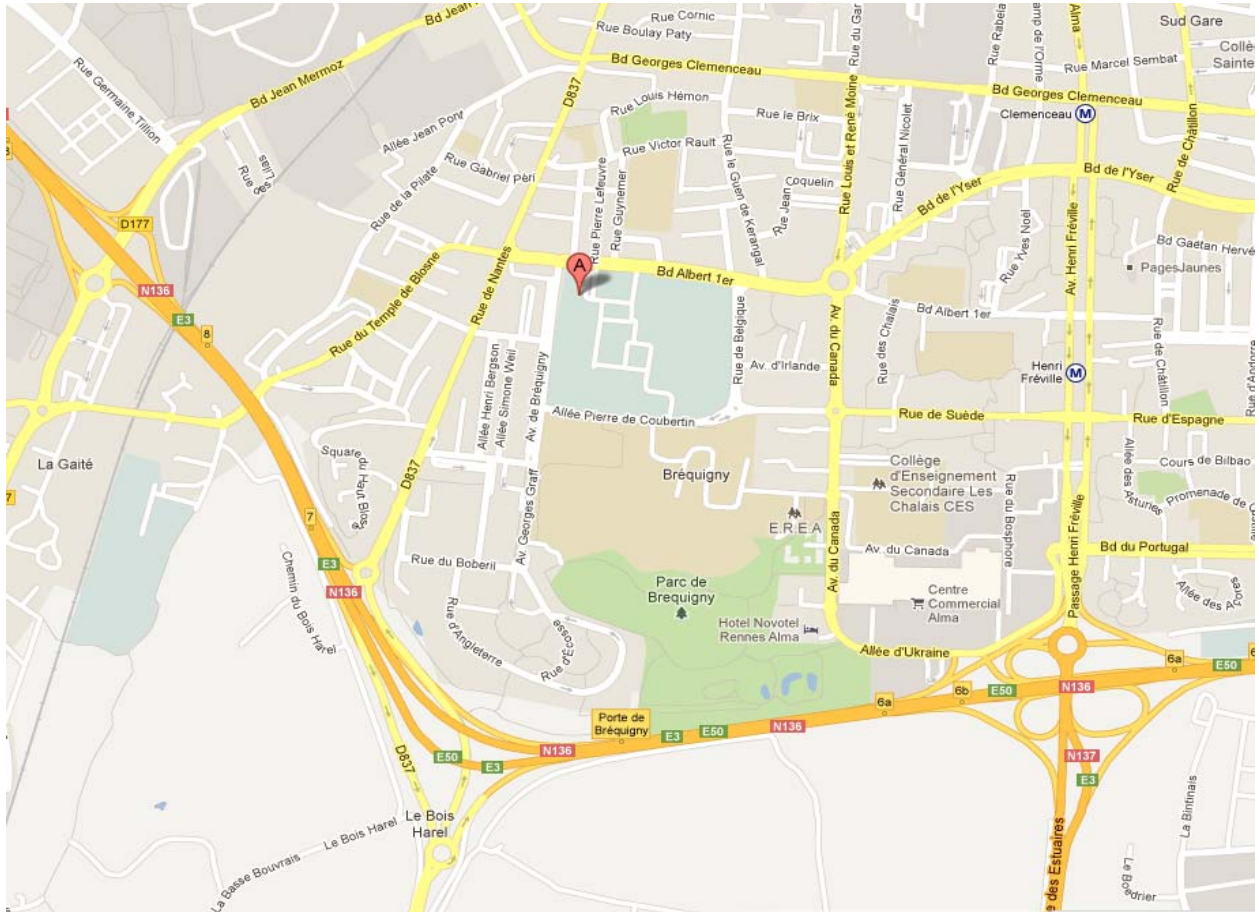 Rue Cornic
Rue Boulay Paty
Bd Jean Mermoz
Bd Georges Clemenceau
Rue Germaine Tillion
D837
Rue Louis et René Moine
Alma
Sud Gare
Rue Marcel Sembat
Bd Georges Clemenceau
Clemenceau
M
Rue de Châtillon
Rue Louis Hémon
Rue le Brix
Rue Général Nicolet
Allée Jean Pont
Rue Victor Rault
Rue des Lilas
Rue Gabriel Péri
Rue de la Pilate
Rue Pierre Lefeuvre
Rue Guynemer
Rue le Guen de Kerangal
Rue Jean Coquelin
Bd de l'Yser
Bd de l'Yser
Rue Yves Noël
Av. Henri Fréville
Bd Gaëtan Hervé
PagesJaunes
D177
N136
E3
8
Rue du Temple de Blosne
Rue de Nantes
A
Bd Albert 1er
Bd Albert 1er
Rue de Belgique
Av. du Canada
Rue des Chalais
Av. d'Irlande
Henri
Fréville
M
Rue de Châtillon
Rue d'Andorre
Allée Henri Bergson
Allée Simone Weil
Av. de Bréquigny
Allée Pierre de Coubertin
Rue de Suède
Rue d'Espagne
La Gaité
Square
du Haut Blosne
D837
Av. Georges Graff
Bréquigny
Collège
d'Enseignement
Secondaire Les
Chalais CES
Rue du Bosphore
Allée des Asturies
Cours de Bilbao
7
7
E.R.E.A
Av. du Canada
Av. du Canada
Passage Henri Fréville
Bd du Portugal
E3
N136
Chemin du Bois Harel
Rue du Boberil
Rue d'Angleterre
Rue d'Écosse
Parc de
Brequigny
Hotel Novotel
Rennes Alma
Centre
Commercial
Alma
Allée d'Ukraine
6a
E50
6b
E50
N136
6a
Porte de
Bréquigny
E3
E50
N136
N136
E50
E3
D837
N137
E3
Le Bois
Harel
Le Bois Harel
La Basse Bouvrais
La Bintinais
Le Boedrier
e des Estuaires